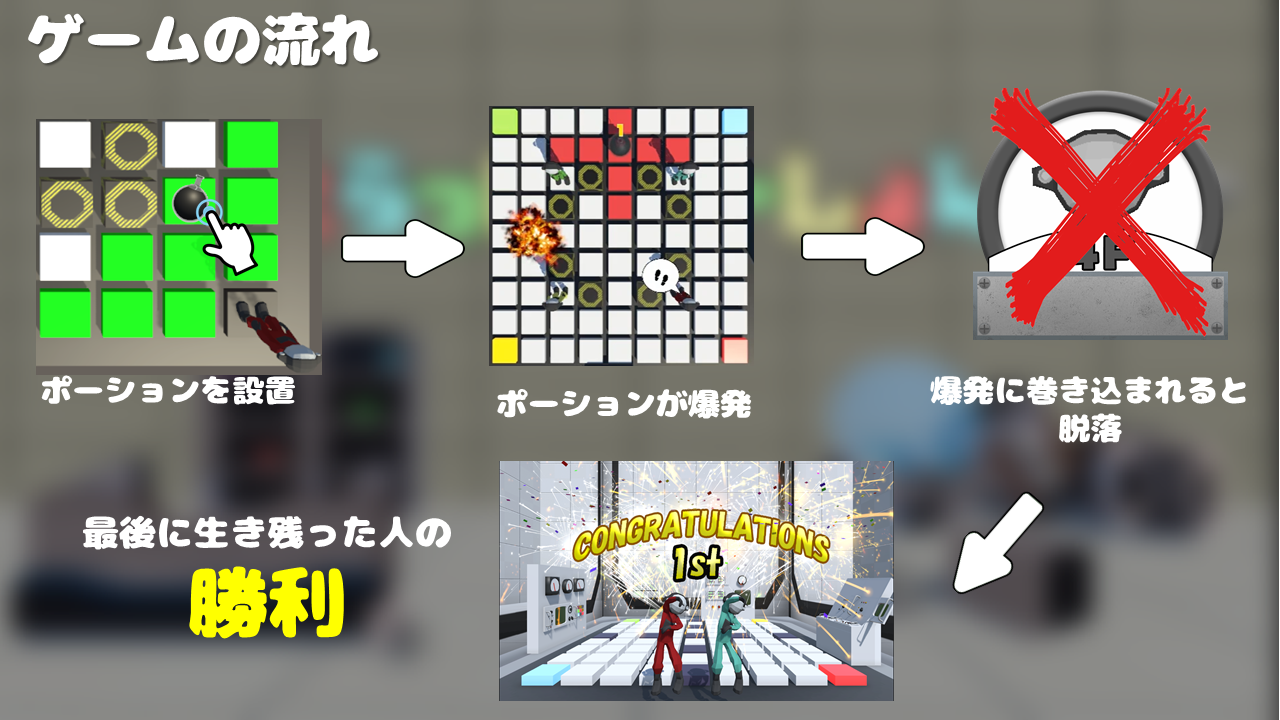 ゲームの流れ
1
4P
ポーションを設置
ポーションが爆発
爆発に巻き込まれると
脱落
CONGRATULATIONS
1st
最後に生き残った人の
勝利